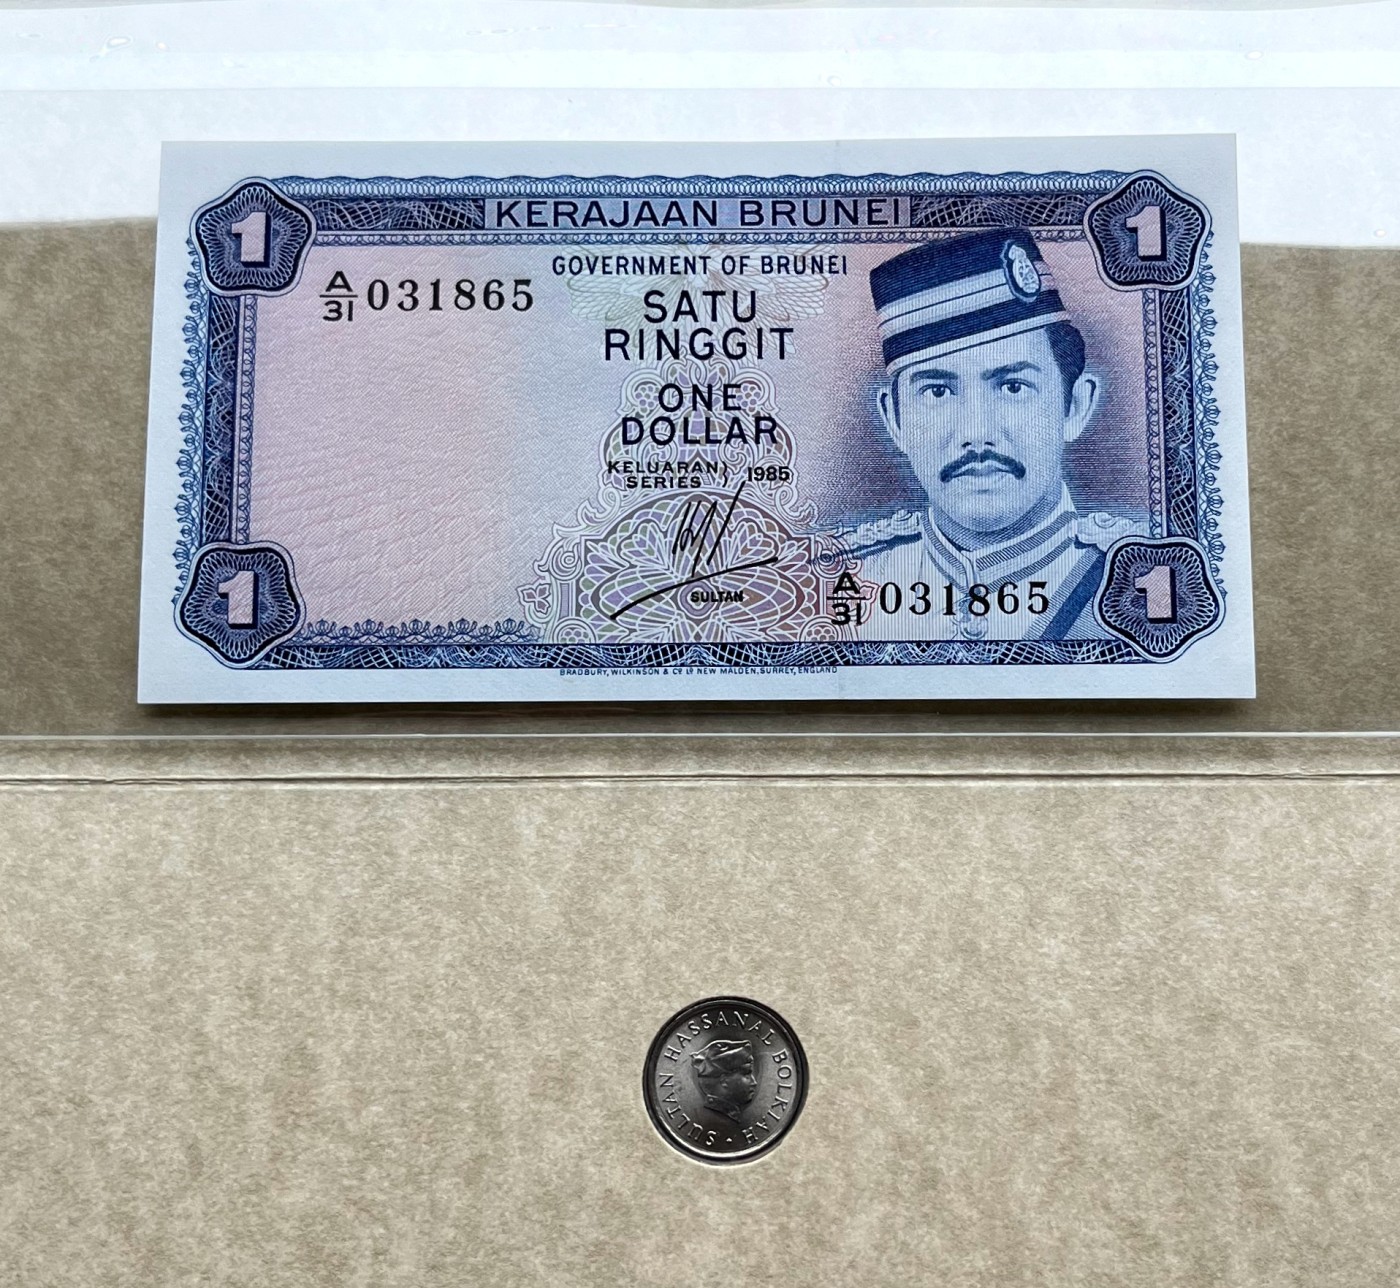 1 KERAJAAN BRUNEI 1
GOVERNMENT OF BRUNEI
A/31 031865
SATU
RINGGIT
ONE
DOLLAR
KELUARAN)
SERIES ) 1985
SULTAN
A/31 031865
1 1
BRADBURY, WILKINSON & Cº Lᴰ NEW MALDEN, SURREY, ENGLAND
SULTAN HASSANAL BOLKIAH